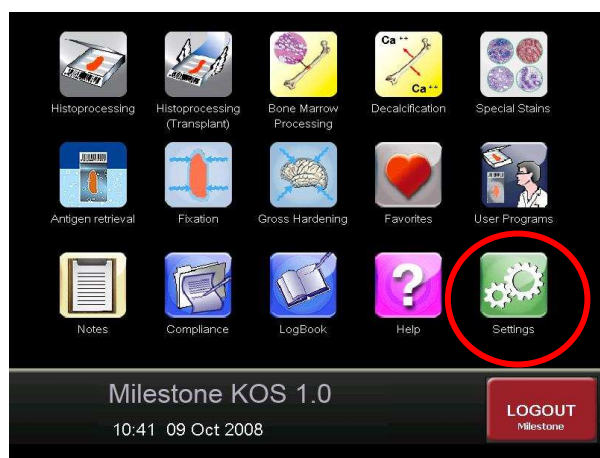 Ca ++
Ca ++
Histoprocessing
Histoprocessing
(Transplant)
Bone Marrow
Processing
Decalcification
Special Stains
Antigen retrieval
Fixation
Gross Hardening
Favorites
User Programs
?
Notes
Compliance
LogBook
Help
Settings
Milestone KOS 1.0
10:41 09 Oct 2008
LOGOUT
Milestone